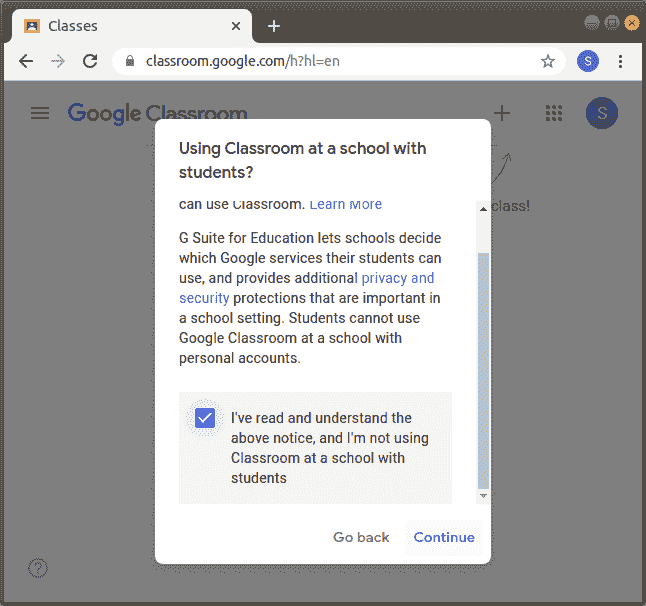 Classes
classroom.google.com/h?hl=en
S
Google Classroom
S
class!
Using Classroom at a school with
students?
can use Classroom. Learn More
G Suite for Education lets schools decide
which Google services their students can
use, and provides additional privacy and
security protections that are important in
a school setting. Students cannot use
Google Classroom at a school with
personal accounts.
I've read and understand the
above notice, and I'm not using
Classroom at a school with
students
Go back Continue
?